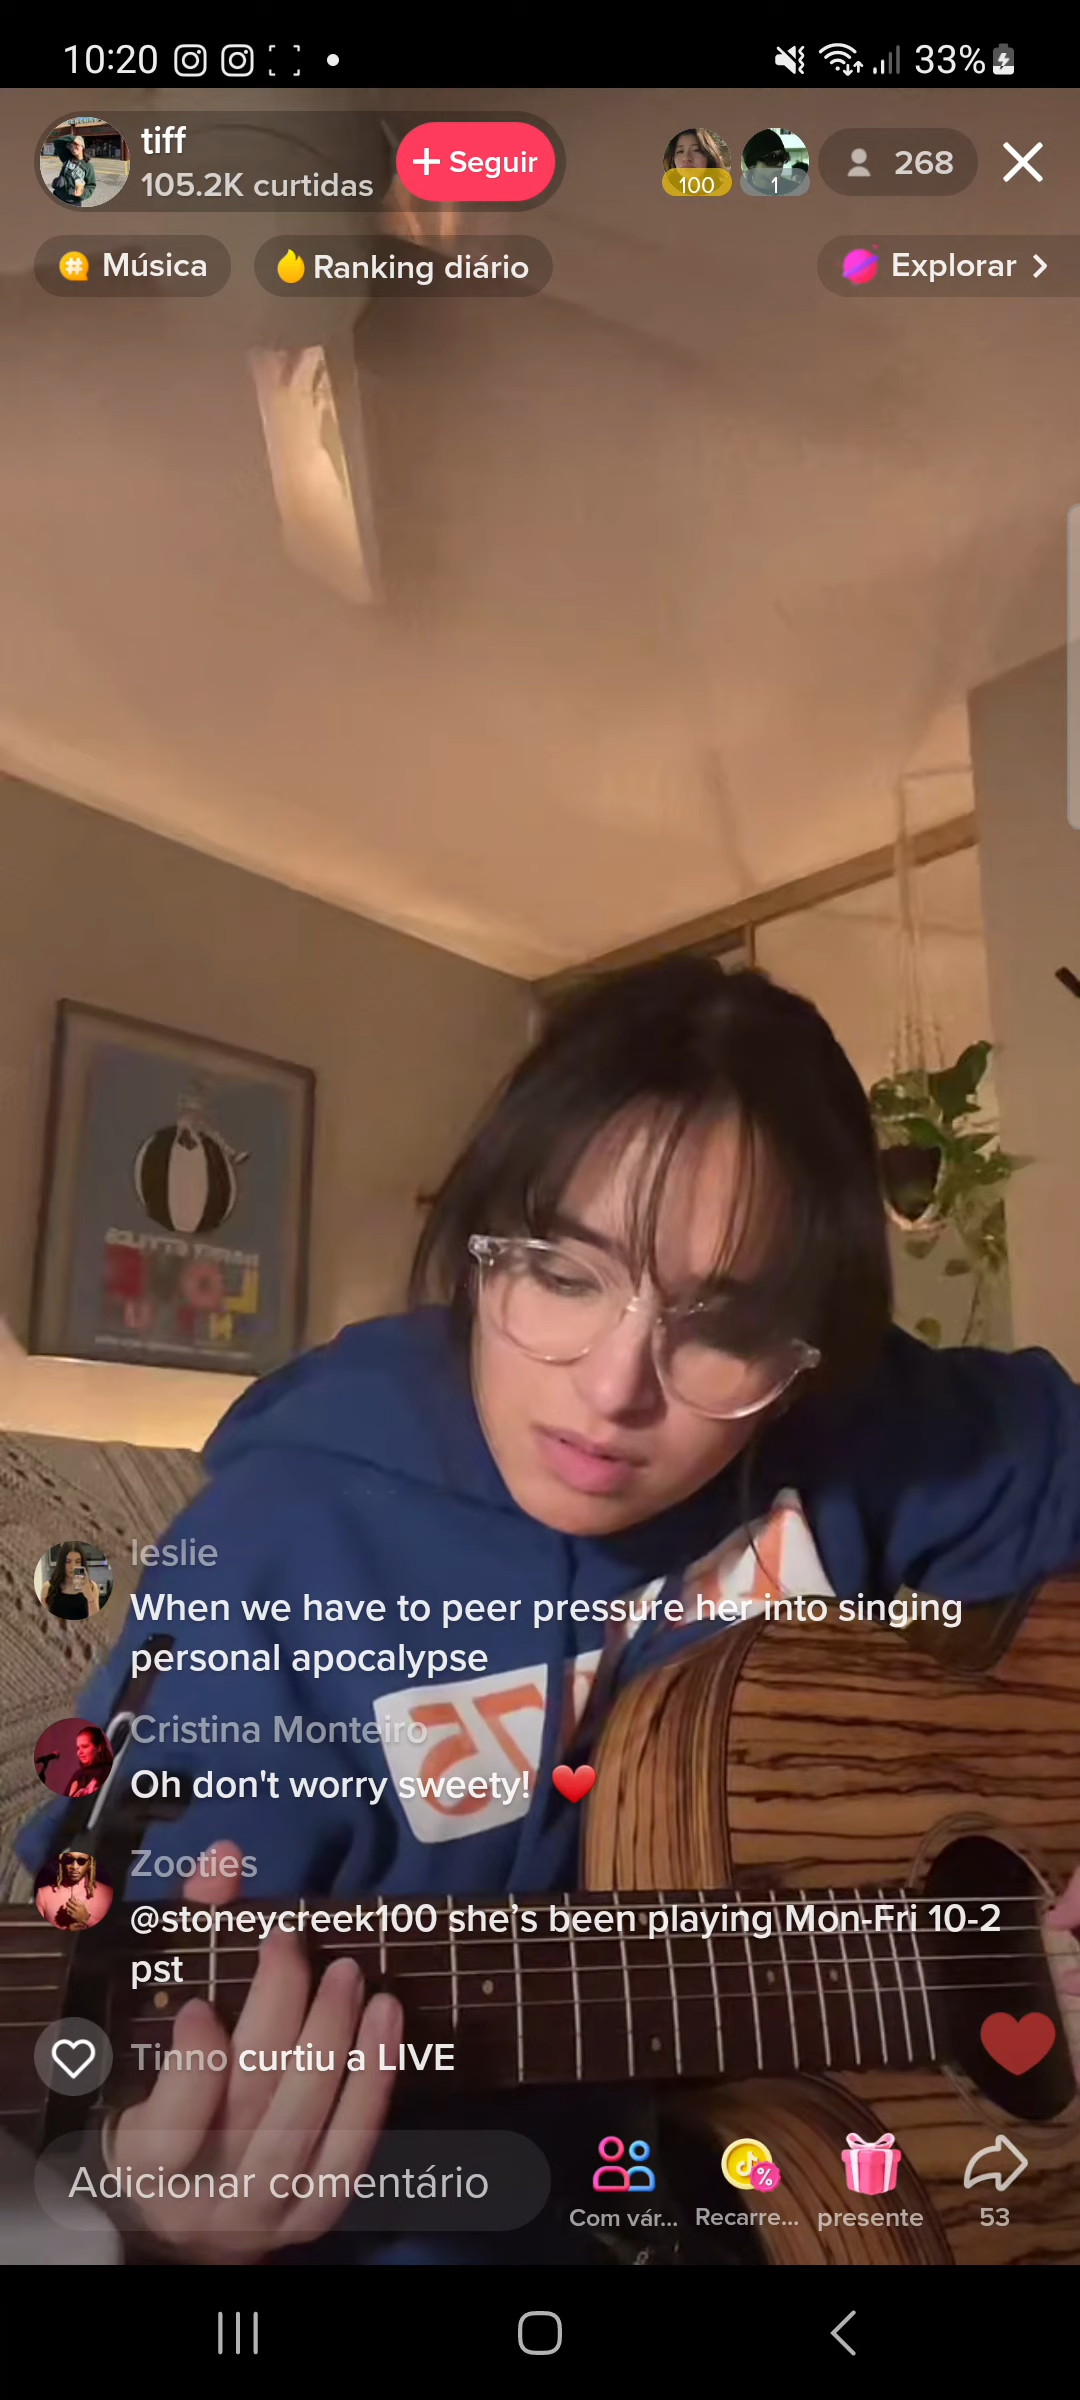 10:20
33%
tiff
105.2K curtidas
+ Seguir
100
1
268
Música
Ranking diário
Explorar
leslie
When we have to peer pressure her into singing
personal apocalypse
Cristina Monteiro
Oh don't worry sweety! ❤️
Zooties
@stoneycreek100 she's been playing Mon-Fri 10-2
pst
Tinno curtiu a LIVE
Adicionar comentário
Com vár...
Recarre...
presente
53